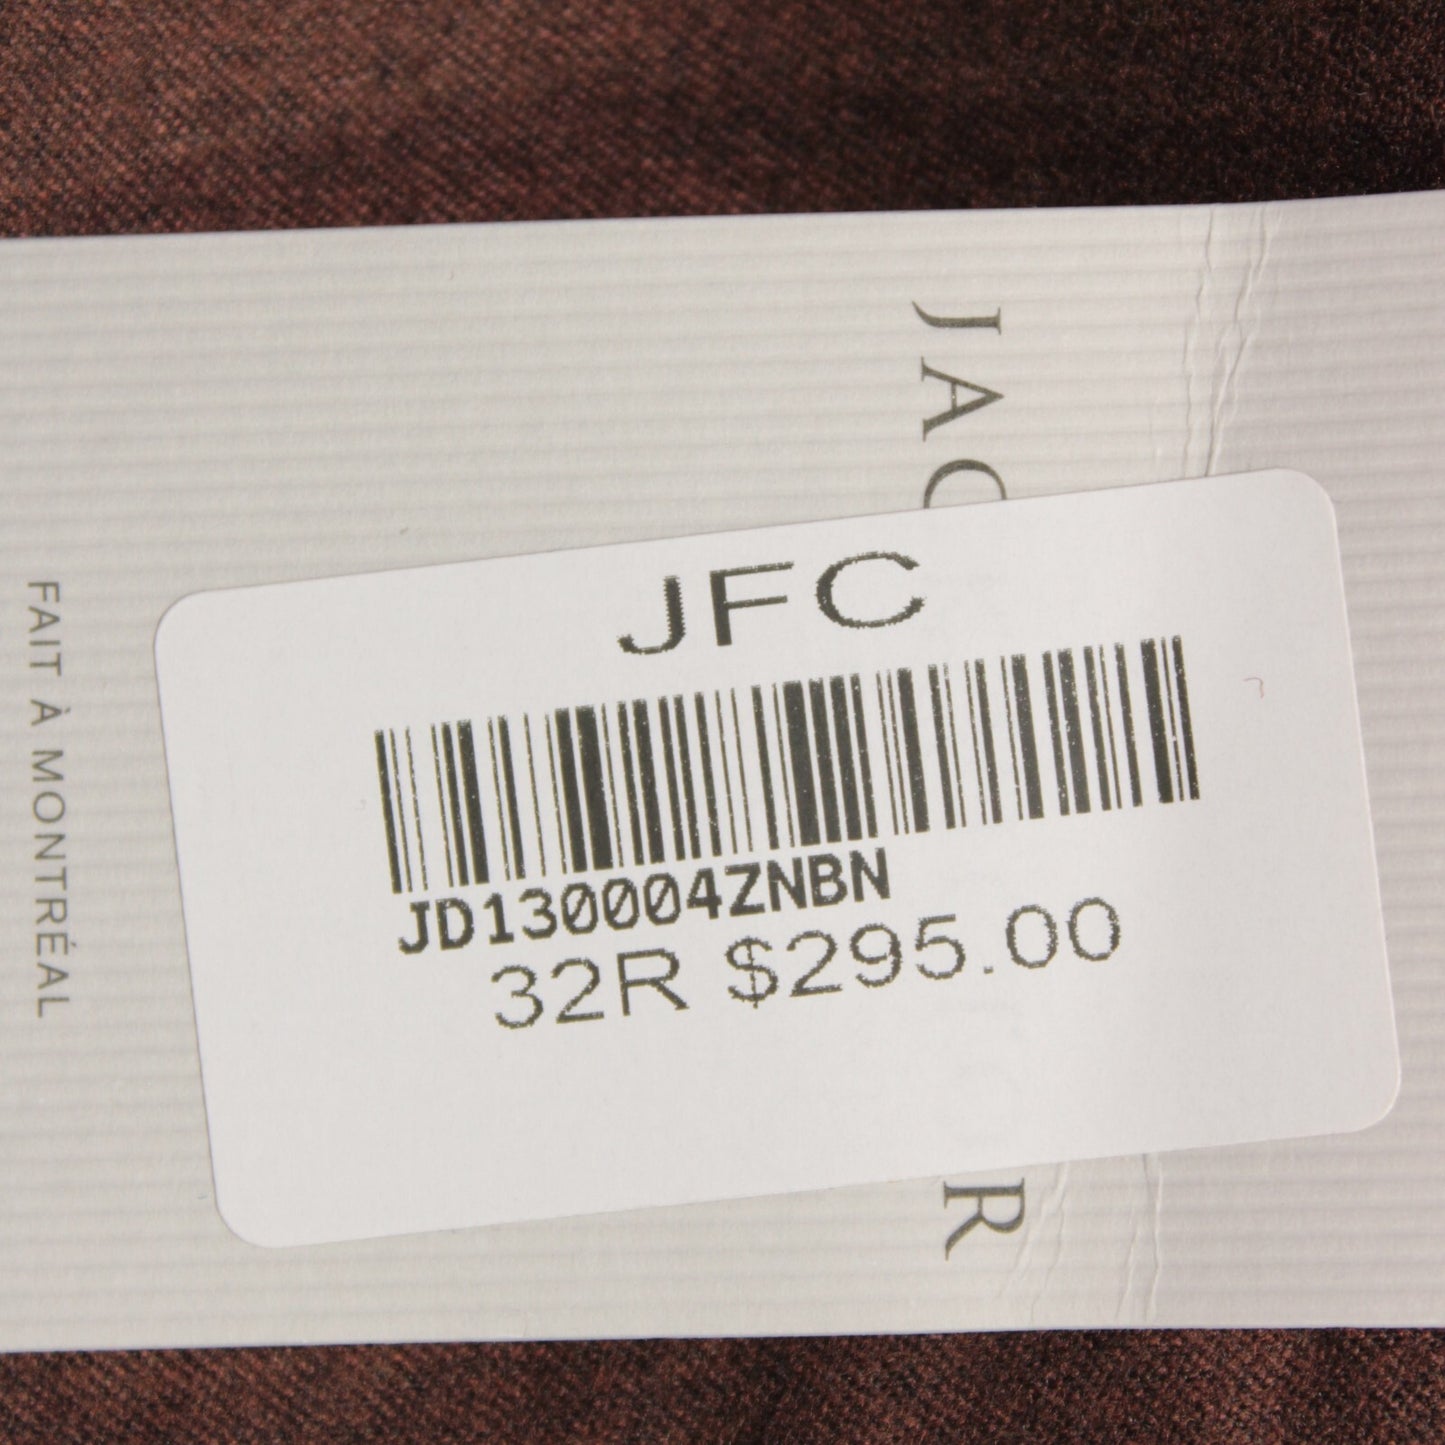 JFC
JD130004ZNBN
32R $295.00
FAIT À MONTRÉAL
JAC
R